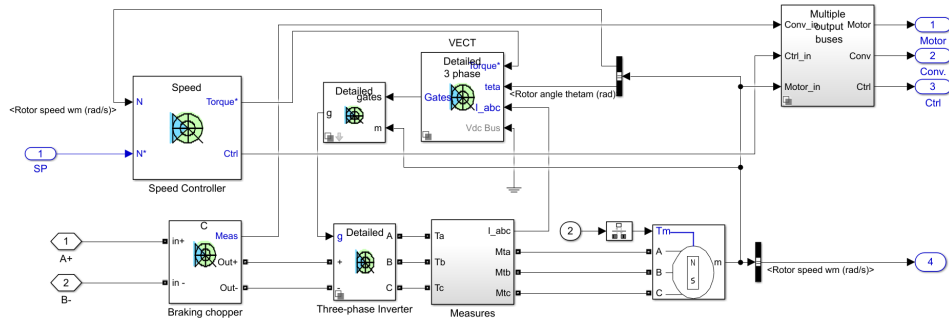 Multiple
output
buses
Conv_in
Motor
1
Motor
Ctrl_in
Conv
2
Conv.
Motor_in
Ctrl
3
Ctrl
VECT
Detailed
3 phase
Torque*
teta
Gates
I_abc
Vdc Bus
<Rotor angle thetam (rad)>
Detailed
gates
g
m
Speed
N
Torque*
N*
Ctrl
Speed Controller
<Rotor speed wm (rad/s)>
1
SP
C
Meas
in+
Out+
in -
Out-
Braking chopper
1
A+
2
B-
Detailed
g
A
+
B
-
C
Three-phase Inverter
Ta
I_abc
Mta
Tb
Mtb
Tc
Mtc
Measures
2
Tm
A
B
C
N
S
m
<Rotor speed wm (rad/s)>
4